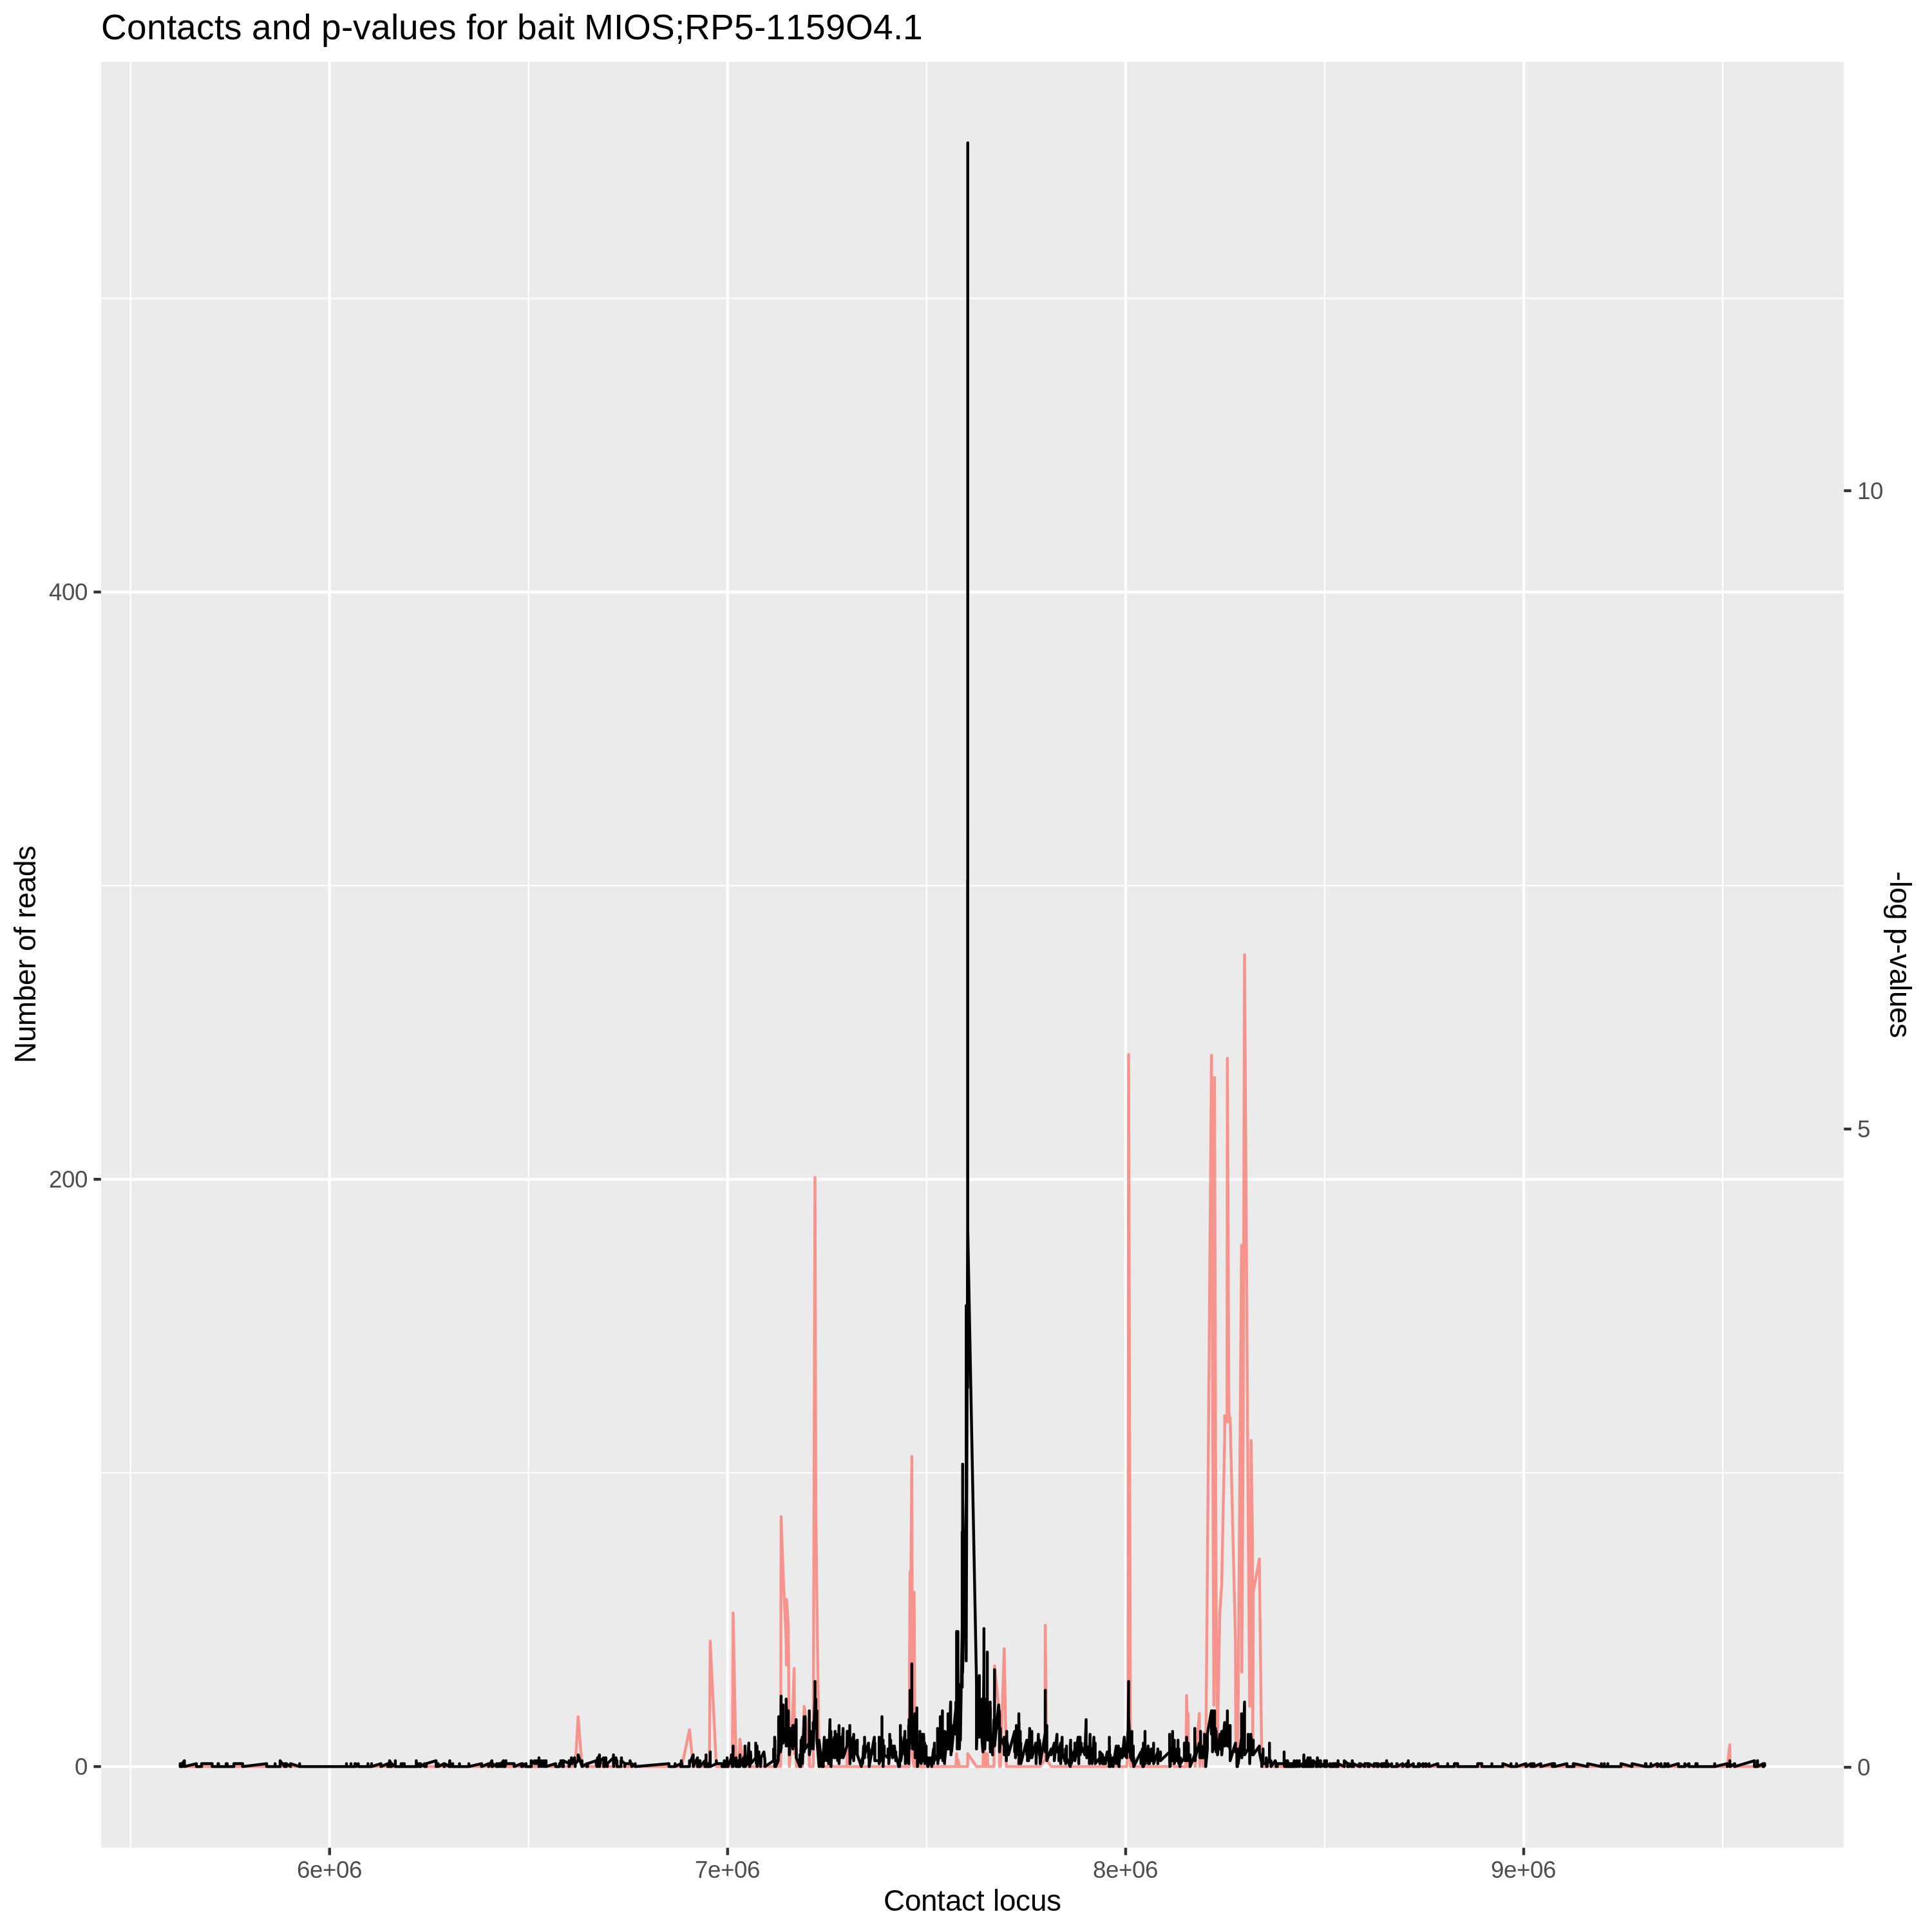 Contacts and p-values for bait MIOS;RP5-1159O4.1
Number of reads
400
200
0
10
5
0
-log p-values
6e+06
7e+06
8e+06
9e+06
Contact locus